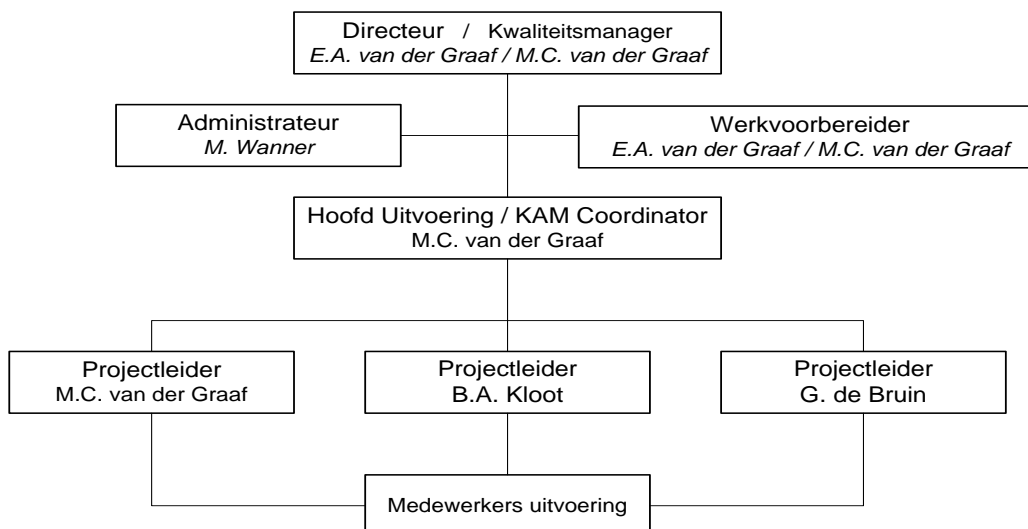 Directeur / Kwaliteitsmanager
E.A. van der Graaf / M.C. van der Graaf
Administrateur
M. Wanner
Werkvoorbereider
E.A. van der Graaf / M.C. van der Graaf
Hoofd Uitvoering / KAM Coordinator
M.C. van der Graaf
Projectleider
M.C. van der Graaf
Projectleider
B.A. Kloot
Projectleider
G. de Bruin
Medewerkers uitvoering